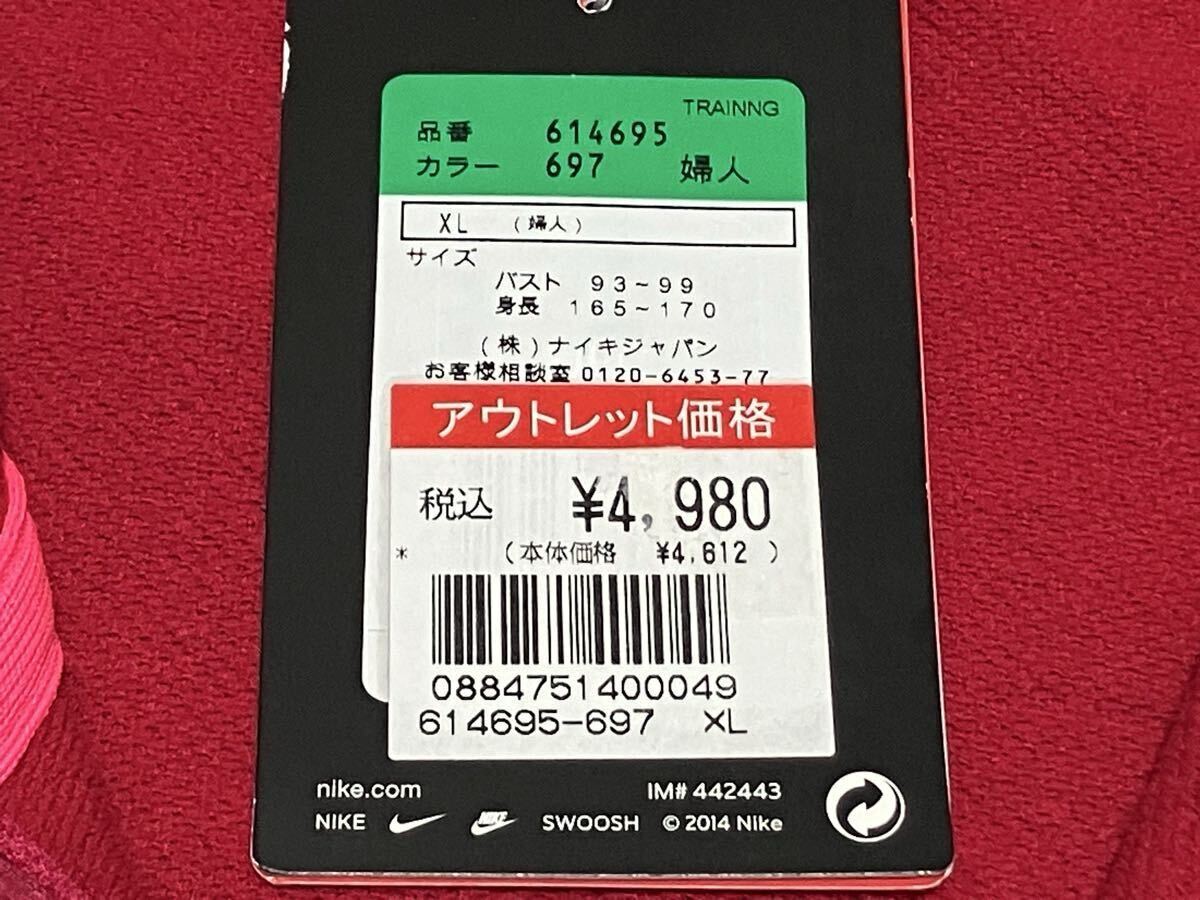 TRAINNG
品番 614695
カラー 697 婦人
XL (婦人)
サイズ
バスト 93~99
身長 165~170
(株)ナイキジャパン
お客様相談室 0120-6453-77
アウトレット価格
税込 ¥4,980
* (本体価格 ¥4,612 )
0884751400049
614695-697 XL
nike.com IM# 442443
NIKE NIKE SWOOSH © 2014 Nike